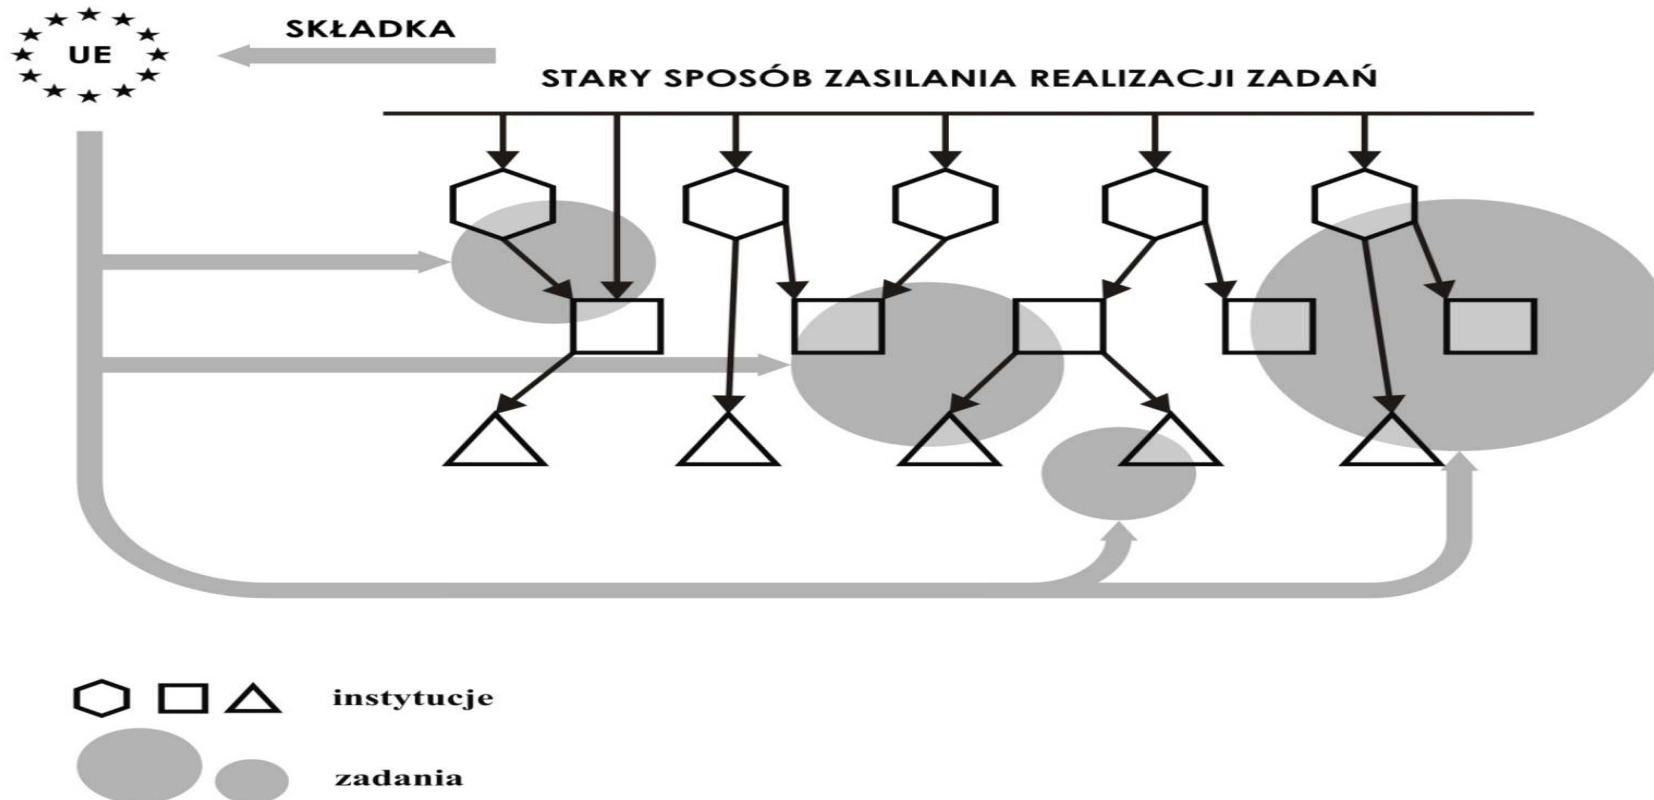 UE
SKŁADKA
STARY SPOSÓB ZASILANIA REALIZACJI ZADAŃ
instytucje
zadania